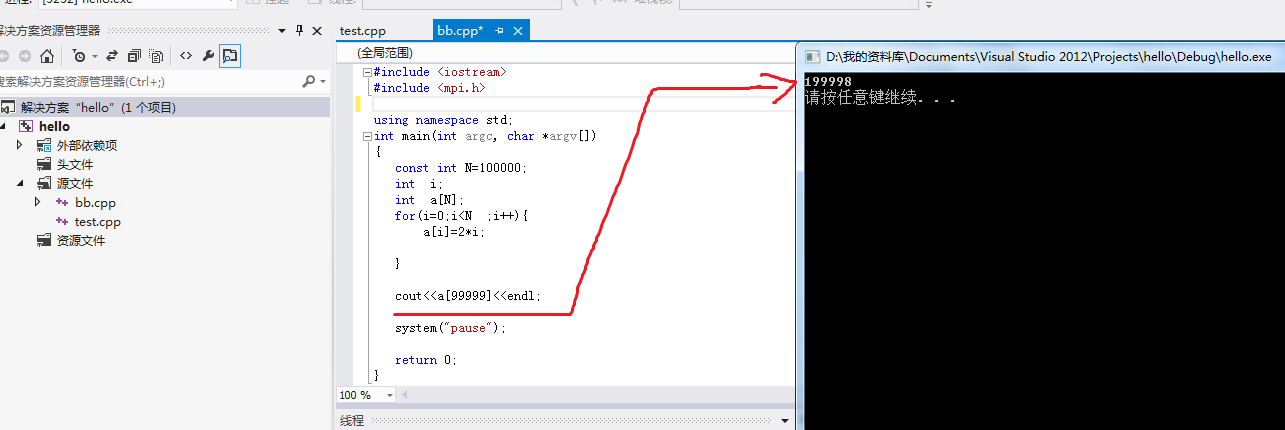 [5292] hello.exe
解决方案资源管理器
搜索解决方案资源管理器(Ctrl+;)
解决方案“hello”(1 个项目)
hello
外部依赖项
头文件
源文件
bb.cpp
test.cpp
资源文件
test.cpp
bb.cpp*
(全局范围)
#include <iostream>
#include <mpi.h>
using namespace std;
int main(int argc, char *argv[])
{
const int N=100000;
int  i;
int  a[N];
for(i=0;i<N  ;i++){
a[i]=2*i;
}
cout<<a[99999]<<endl;
system("pause");
return 0;
}
100 %
线程
D:\我的资料库\Documents\Visual Studio 2012\Projects\hello\Debug\hello.exe
199998
请按任意键继续. . .